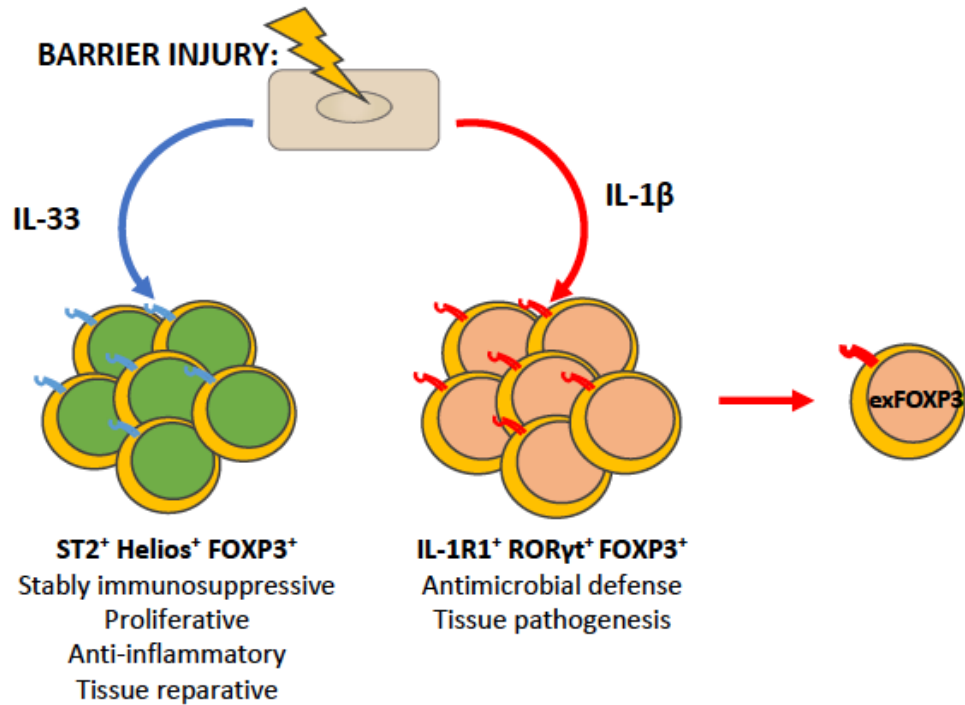 BARRIER INJURY:
IL-33
IL-1β
exFOXP3
ST2⁺ Helios⁺ FOXP3⁺
Stably immunosuppressive
Proliferative
Anti-inflammatory
Tissue reparative
IL-1R1⁺ RORγt⁺ FOXP3⁺
Antimicrobial defense
Tissue pathogenesis